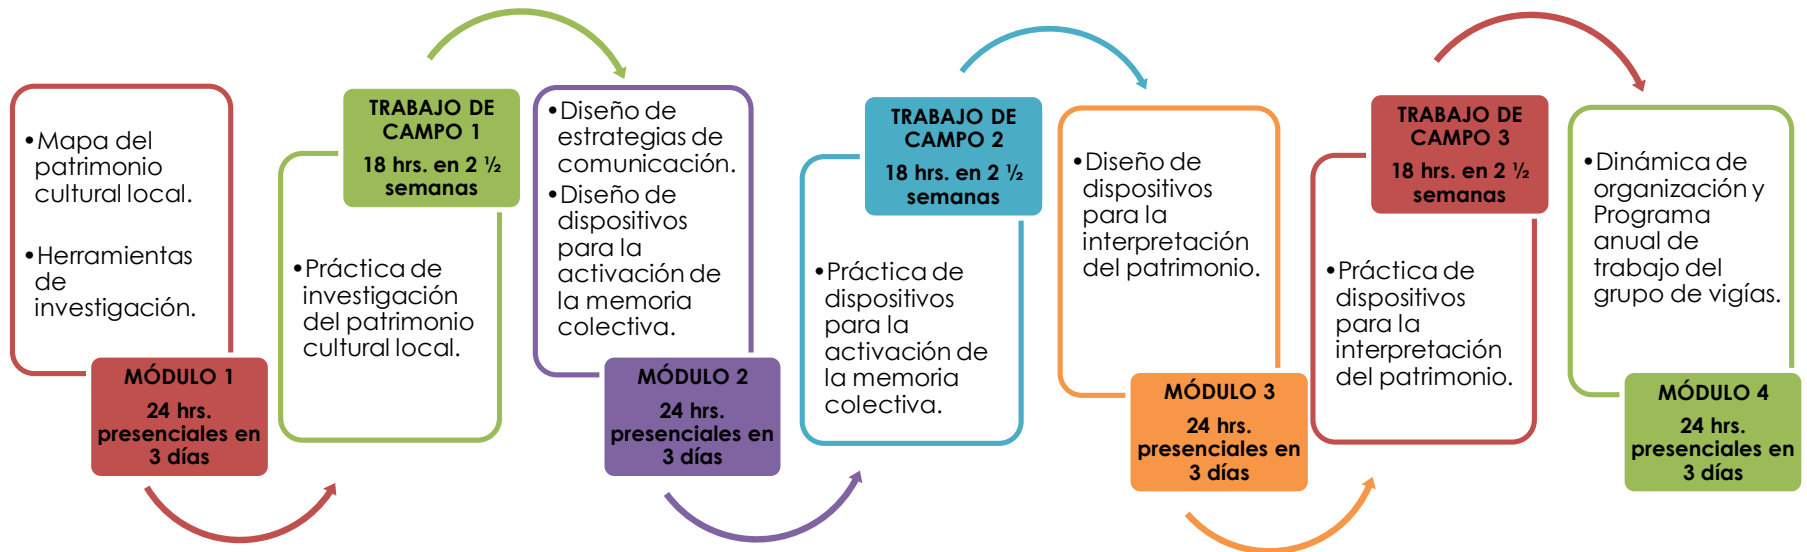 •Mapa del
patrimonio
cultural local.
•Herramientas
de
investigación.
MÓDULO 1
24 hrs.
presenciales en
3 días
TRABAJO DE
CAMPO 1
18 hrs. en 2 ½
semanas
•Práctica de
investigación
del patrimonio
cultural local.
•Diseño de
estrategias de
comunicación.
•Diseño de
dispositivos
para la
activación de
la memoria
colectiva.
MÓDULO 2
24 hrs.
presenciales en
3 días
TRABAJO DE
CAMPO 2
18 hrs. en 2 ½
semanas
•Práctica de
dispositivos
para la
activación de
la memoria
colectiva.
•Diseño de
dispositivos
para la
interpretación
del patrimonio.
MÓDULO 3
24 hrs.
presenciales en
3 días
TRABAJO DE
CAMPO 3
18 hrs. en 2 ½
semanas
•Práctica de
dispositivos
para la
interpretación
del patrimonio.
•Dinámica de
organización y
Programa
anual de
trabajo del
grupo de vigías.
MÓDULO 4
24 hrs.
presenciales en
3 días